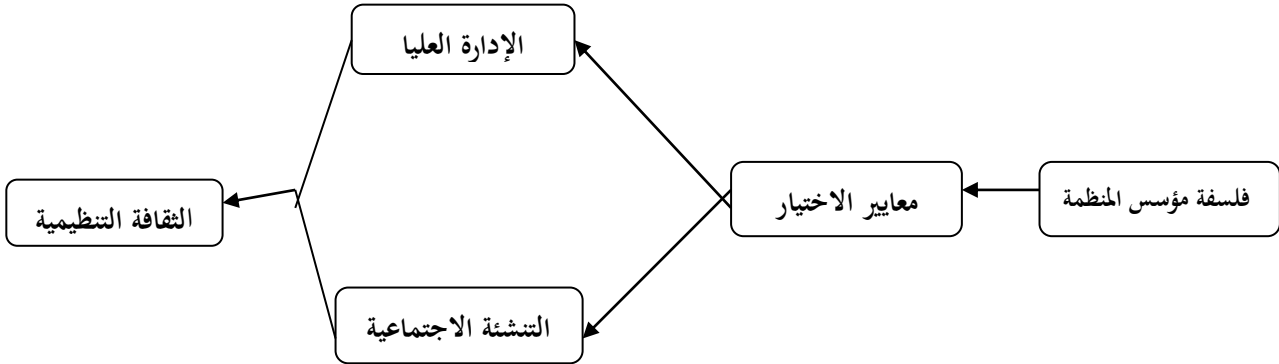 الإدارة العليا
فلسفة مؤسس المنظمة
معايير الاختيار
الثقافة التنظيمية
التنشئة الاجتماعية